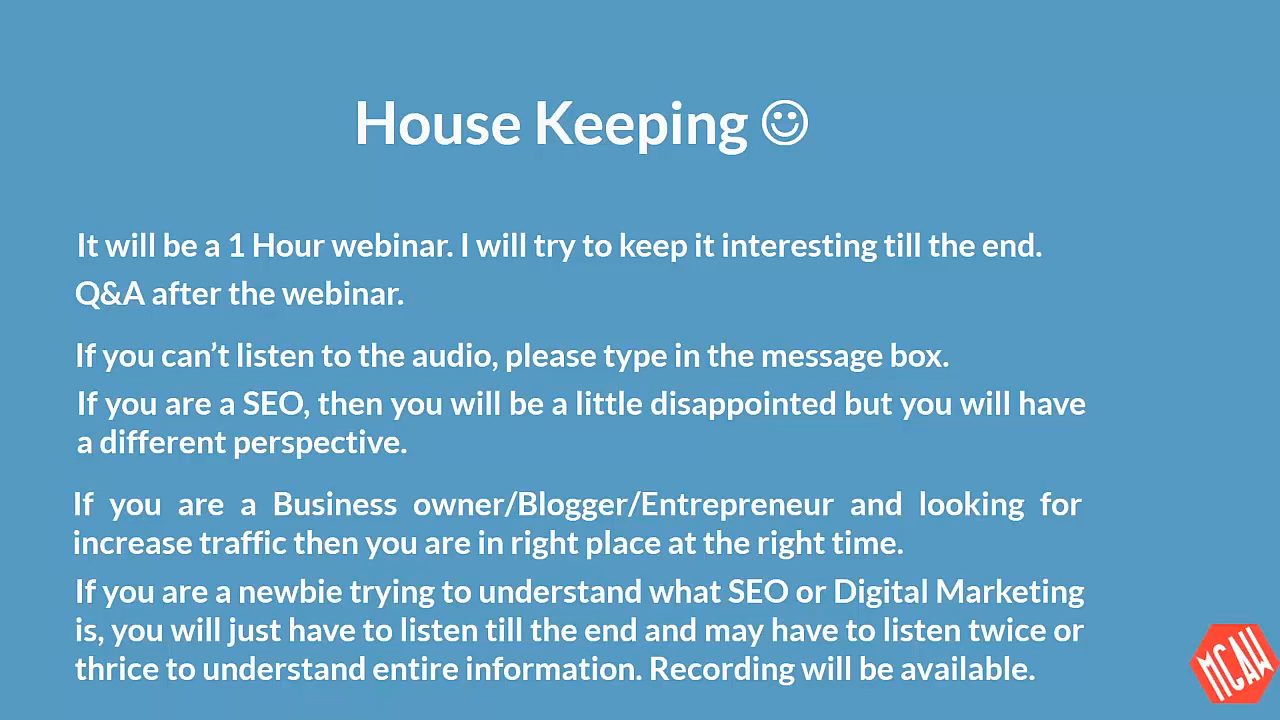 House Keeping ☺
It will be a 1 Hour webinar. I will try to keep it interesting till the end.
Q&A after the webinar.
If you can’t listen to the audio, please type in the message box.
If you are a SEO, then you will be a little disappointed but you will have
a different perspective.
If you are a Business owner/Blogger/Entrepreneur and looking for
increase traffic then you are in right place at the right time.
If you are a newbie trying to understand what SEO or Digital Marketing
is, you will just have to listen till the end and may have to listen twice or
thrice to understand entire information. Recording will be available.
MCAW